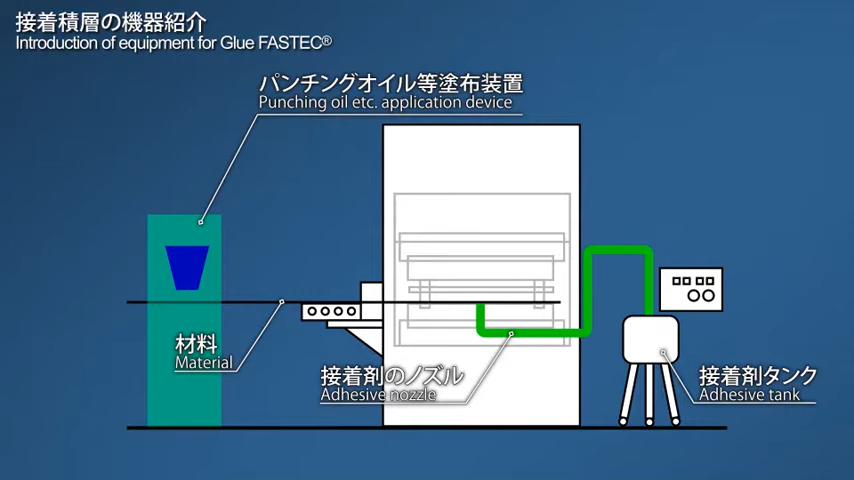 接着積層の機器紹介
Introduction of equipment for Glue FASTEC®
パンチングオイル等塗布装置
Punching oil etc. application device
材料
Material
接着剤のノズル
Adhesive nozzle
接着剤タンク
Adhesive tank